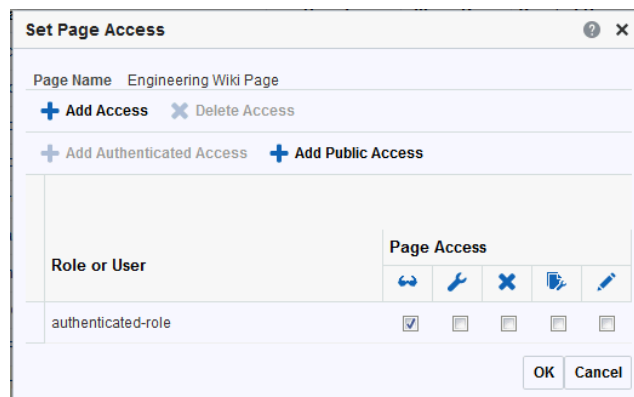 Set Page Access
Page Name Engineering Wiki Page
Add Access Delete Access
Add Authenticated Access Add Public Access
Role or User
Page Access
authenticated-role
OK Cancel